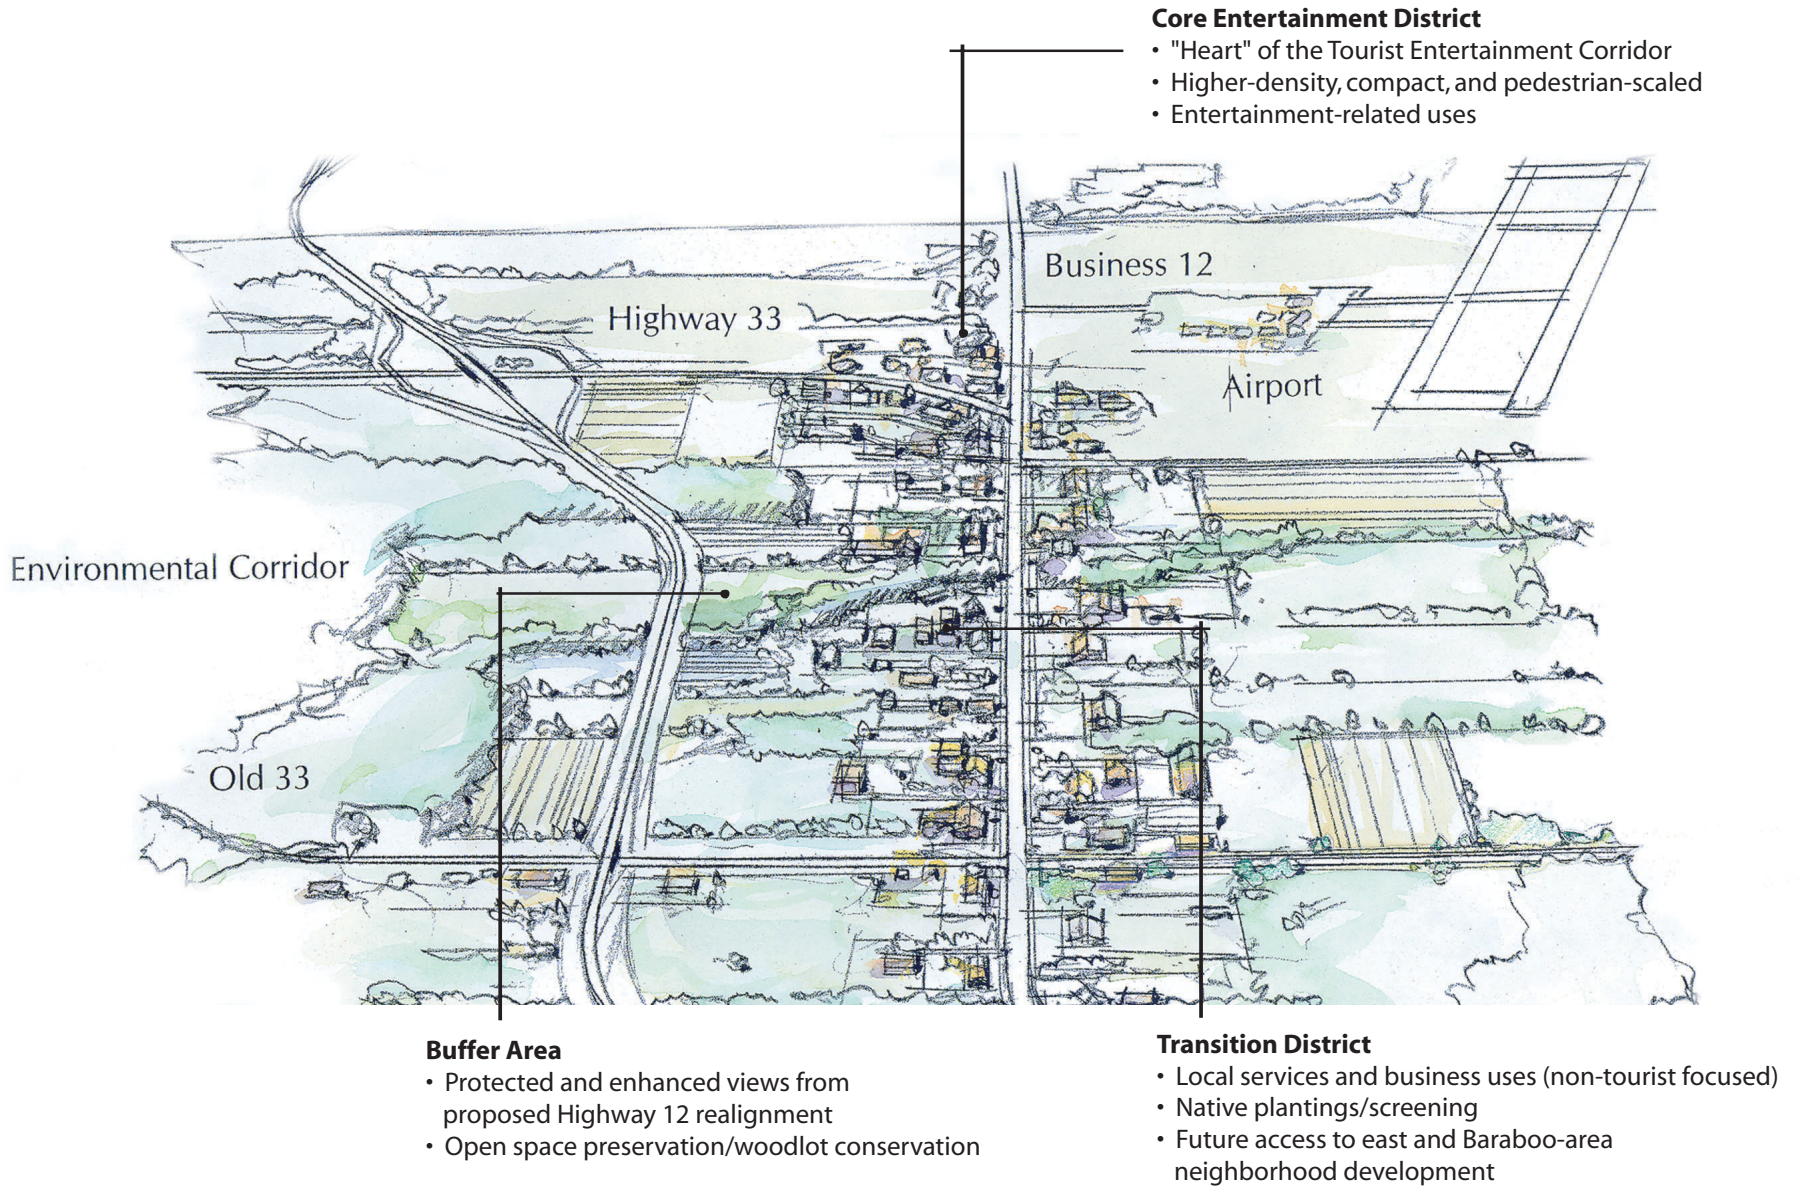 Core Entertainment District
• "Heart" of the Tourist Entertainment Corridor
• Higher-density, compact, and pedestrian-scaled
• Entertainment-related uses
Business 12
Highway 33
Airport
Environmental Corridor
Old 33
Buffer Area
• Protected and enhanced views from
proposed Highway 12 realignment
• Open space preservation/woodlot conservation
Transition District
• Local services and business uses (non-tourist focused)
• Native plantings/screening
• Future access to east and Baraboo-area
neighborhood development